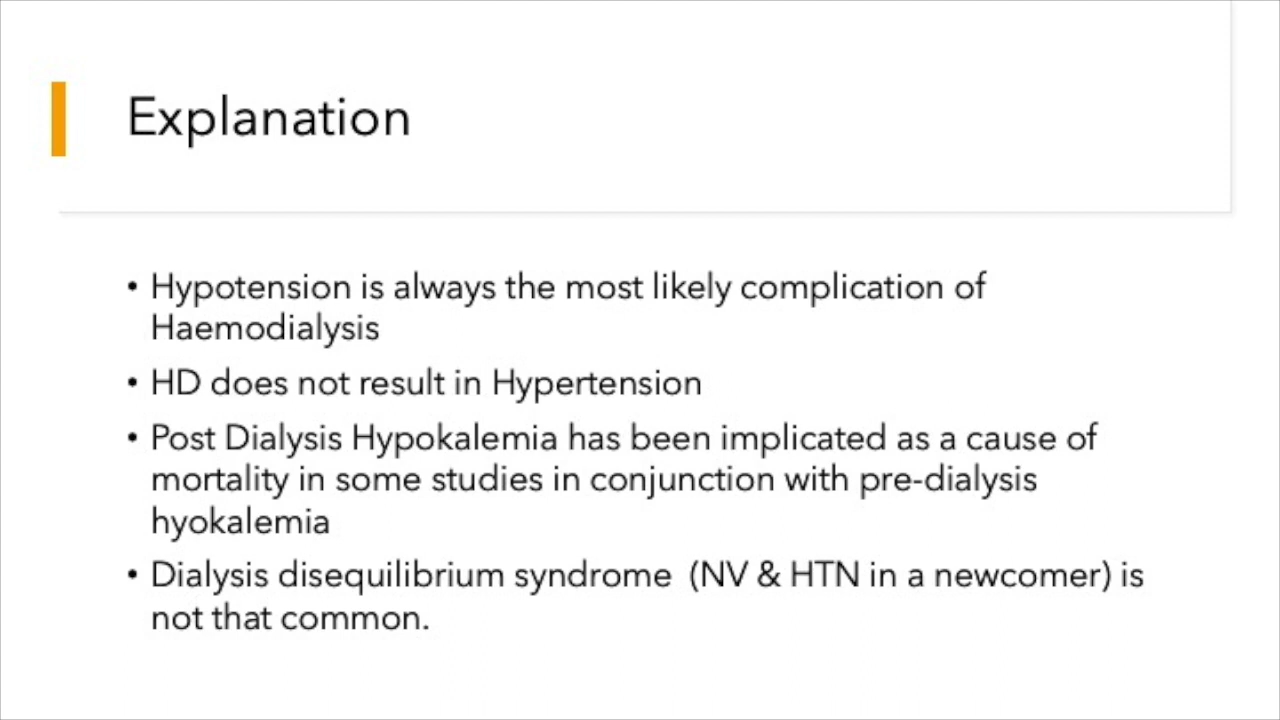 Explanation
• Hypotension is always the most likely complication of
Haemodialysis
• HD does not result in Hypertension
• Post Dialysis Hypokalemia has been implicated as a cause of
mortality in some studies in conjunction with pre-dialysis
hyokalemia
• Dialysis disequilibrium syndrome (NV & HTN in a newcomer) is
not that common.